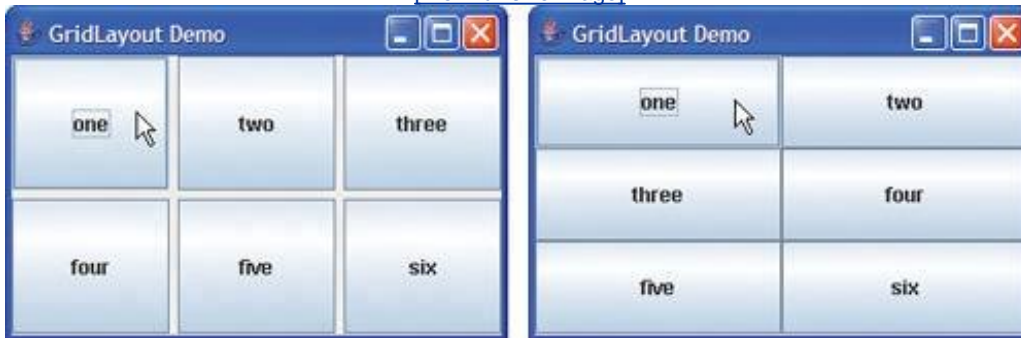 GridLayout Demo
one two three
four five six
GridLayout Demo
one two
three four
five six